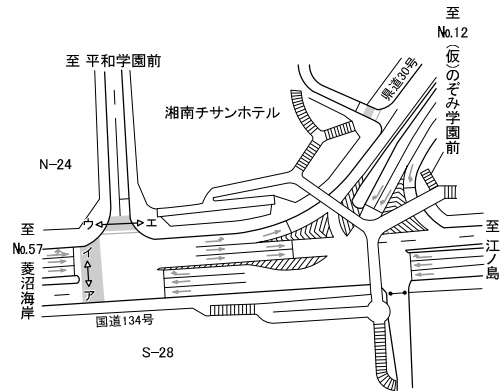 至 No.12 (仮)のぞみ学園前
至 平和学園前
県道30号
湘南チサンホテル
N-24
ウ
エ
至 No.57 菱沼海岸
イ
ア
至 江ノ島
国道134号
S-28